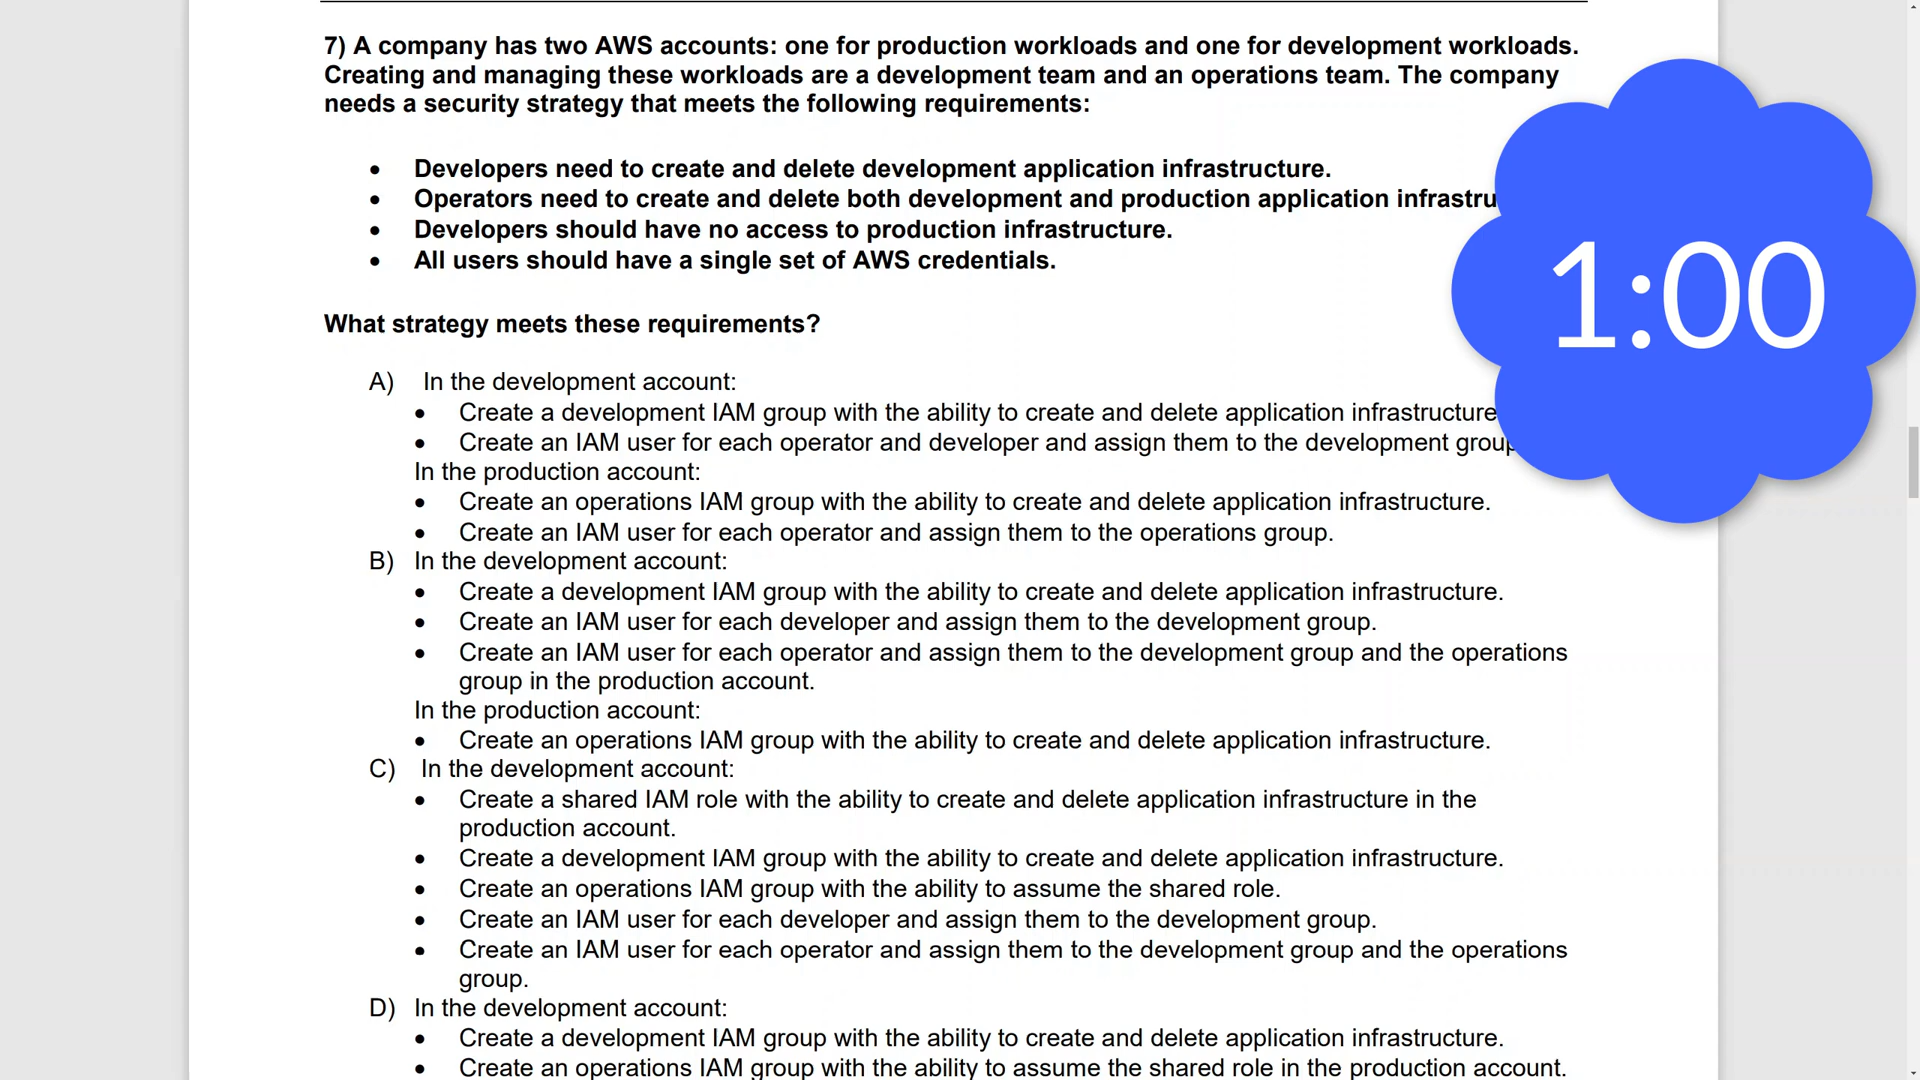 7) A company has two AWS accounts: one for production workloads and one for development workloads.
Creating and managing these workloads are a development team and an operations team. The company
needs a security strategy that meets the following requirements:
• Developers need to create and delete development application infrastructure.
• Operators need to create and delete both development and production application infrastru
• Developers should have no access to production infrastructure.
• All users should have a single set of AWS credentials.
1:00
What strategy meets these requirements?
A) In the development account:
• Create a development IAM group with the ability to create and delete application infrastructure
• Create an IAM user for each operator and developer and assign them to the development group
In the production account:
• Create an operations IAM group with the ability to create and delete application infrastructure.
• Create an IAM user for each operator and assign them to the operations group.
B) In the development account:
• Create a development IAM group with the ability to create and delete application infrastructure.
• Create an IAM user for each developer and assign them to the development group.
• Create an IAM user for each operator and assign them to the development group and the operations
group in the production account.
In the production account:
• Create an operations IAM group with the ability to create and delete application infrastructure.
C) In the development account:
• Create a shared IAM role with the ability to create and delete application infrastructure in the
production account.
• Create a development IAM group with the ability to create and delete application infrastructure.
• Create an operations IAM group with the ability to assume the shared role.
• Create an IAM user for each developer and assign them to the development group.
• Create an IAM user for each operator and assign them to the development group and the operations
group.
D) In the development account:
• Create a development IAM group with the ability to create and delete application infrastructure.
• Create an operations IAM group with the ability to assume the shared role in the production account.